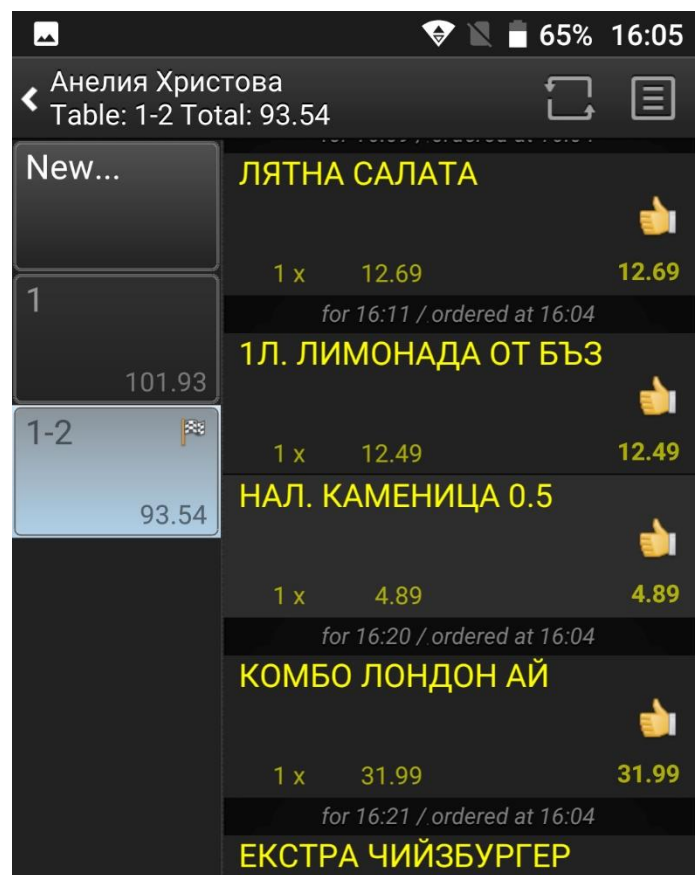 65% 16:05
Анелия Христова
Table: 1-2 Total: 93.54
New...
1
101.93
1-2
93.54
ЛЯТНА САЛАТА
1 x 12.69 12.69
for 16:11 / ordered at 16:04
1Л. ЛИМОНАДА ОТ БЪЗ
1 x 12.49 12.49
НАЛ. КАМЕНИЦА 0.5
1 x 4.89 4.89
for 16:20 / ordered at 16:04
КОМБО ЛОНДОН АЙ
1 x 31.99 31.99
for 16:21 / ordered at 16:04
ЕКСТРА ЧИЙЗБУРГЕР